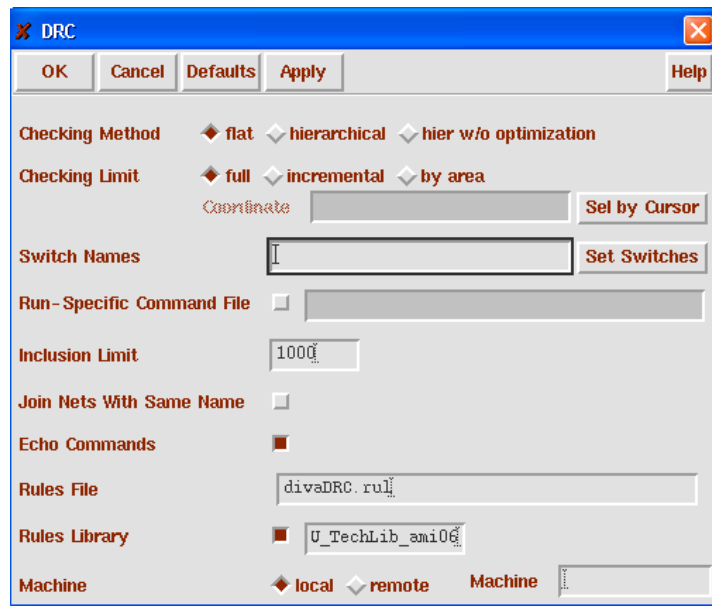 DRC
OK Cancel Defaults Apply Help
Checking Method flat hierarchical hier w/o optimization
Checking Limit full incremental by area
Coordinate Sel by Cursor
Switch Names Set Switches
Run-Specific Command File
Inclusion Limit 1000
Join Nets With Same Name
Echo Commands
Rules File divaDRC.rul
Rules Library U_TechLib_ami06
Machine local remote Machine